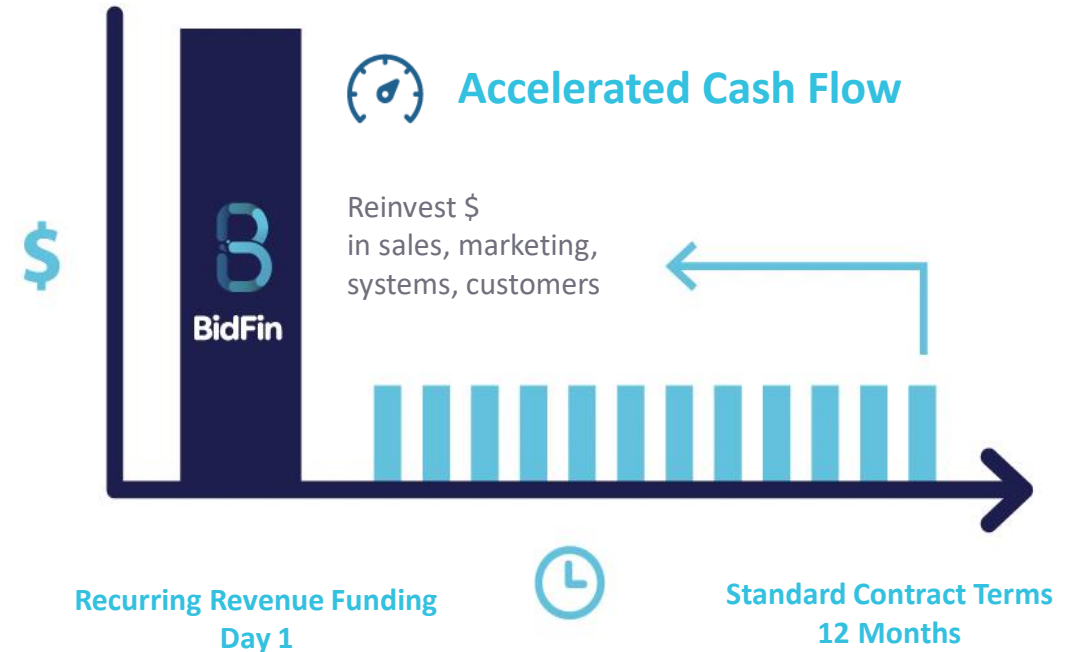 Accelerated Cash Flow
$
Reinvest $
in sales, marketing,
systems, customers
BidFin
Recurring Revenue Funding
Day 1
Standard Contract Terms
12 Months